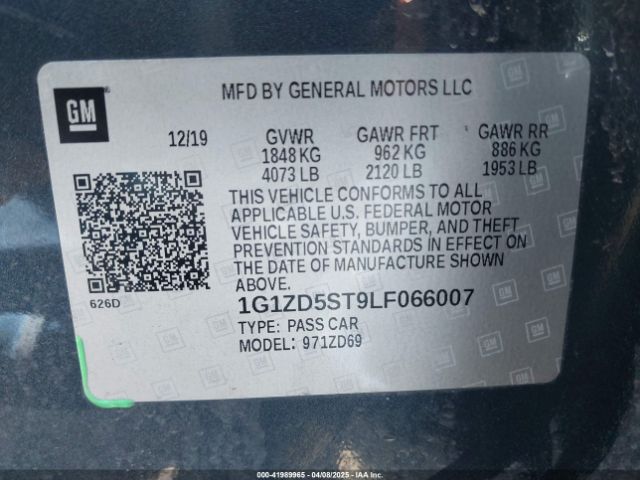 GM
MFD BY GENERAL MOTORS LLC
12/19 GVWR GAWR FRT GAWR RR
1848 KG 962 KG 886 KG
4073 LB 2120 LB 1953 LB
THIS VEHICLE CONFORMS TO ALL
APPLICABLE U.S. FEDERAL MOTOR
VEHICLE SAFETY, BUMPER, AND THEFT
PREVENTION STANDARDS IN EFFECT ON
THE DATE OF MANUFACTURE SHOWN
ABOVE.
626D
1G1ZD5ST9LF066007
TYPE: PASS CAR
MODEL: 971ZD69
000-41989965 04/08/2025 IAA, LLC